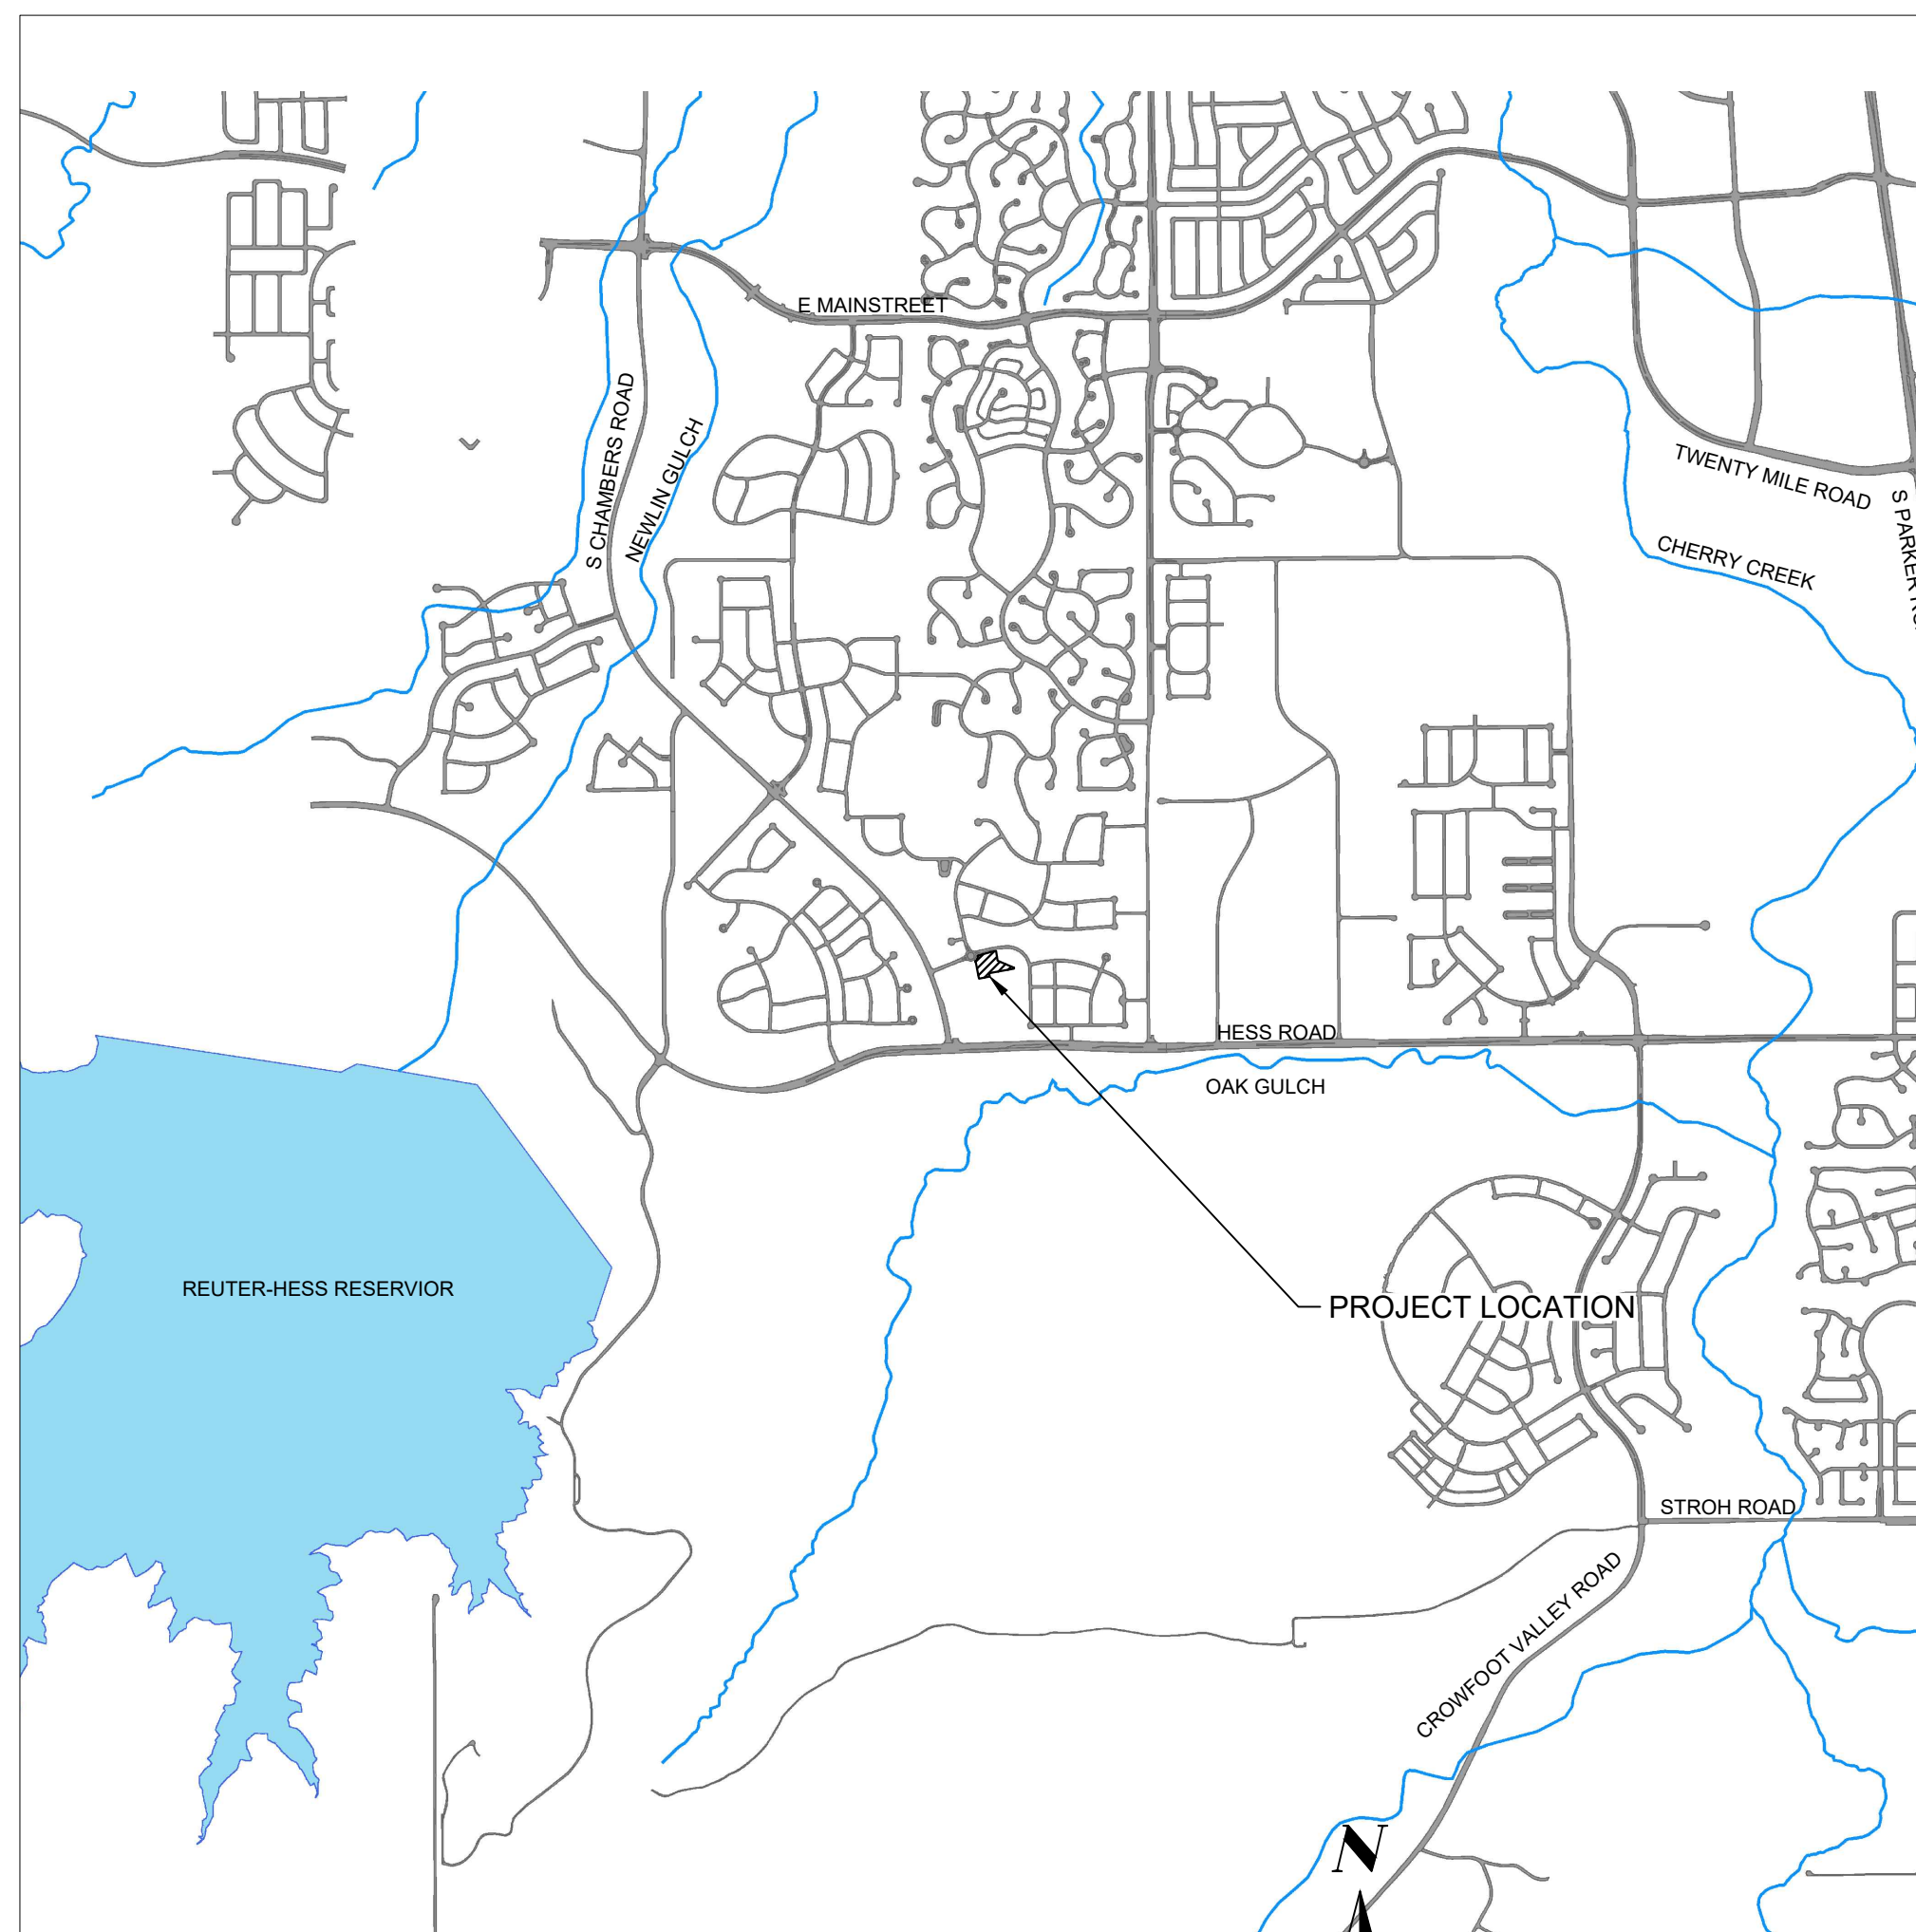 E MAINSTREET
S CHAMBERS ROAD
NEWLIN GULCH
TWENTY MILE ROAD
S PARKER
CHERRY CREEK
HESS ROAD
OAK GULCH
REUTER-HESS RESERVIOR
PROJECT LOCATION
STROH ROAD
CROWFOOT VALLEY ROAD
N